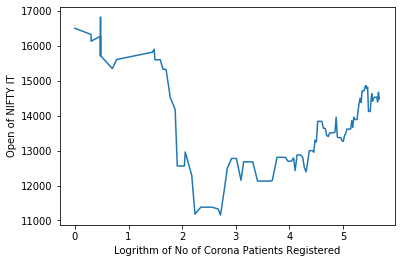 17000
16000
15000
14000
13000
12000
11000
Open of NIFTY IT
0 1 2 3 4 5
Logrithm of No of Corona Patients Registered